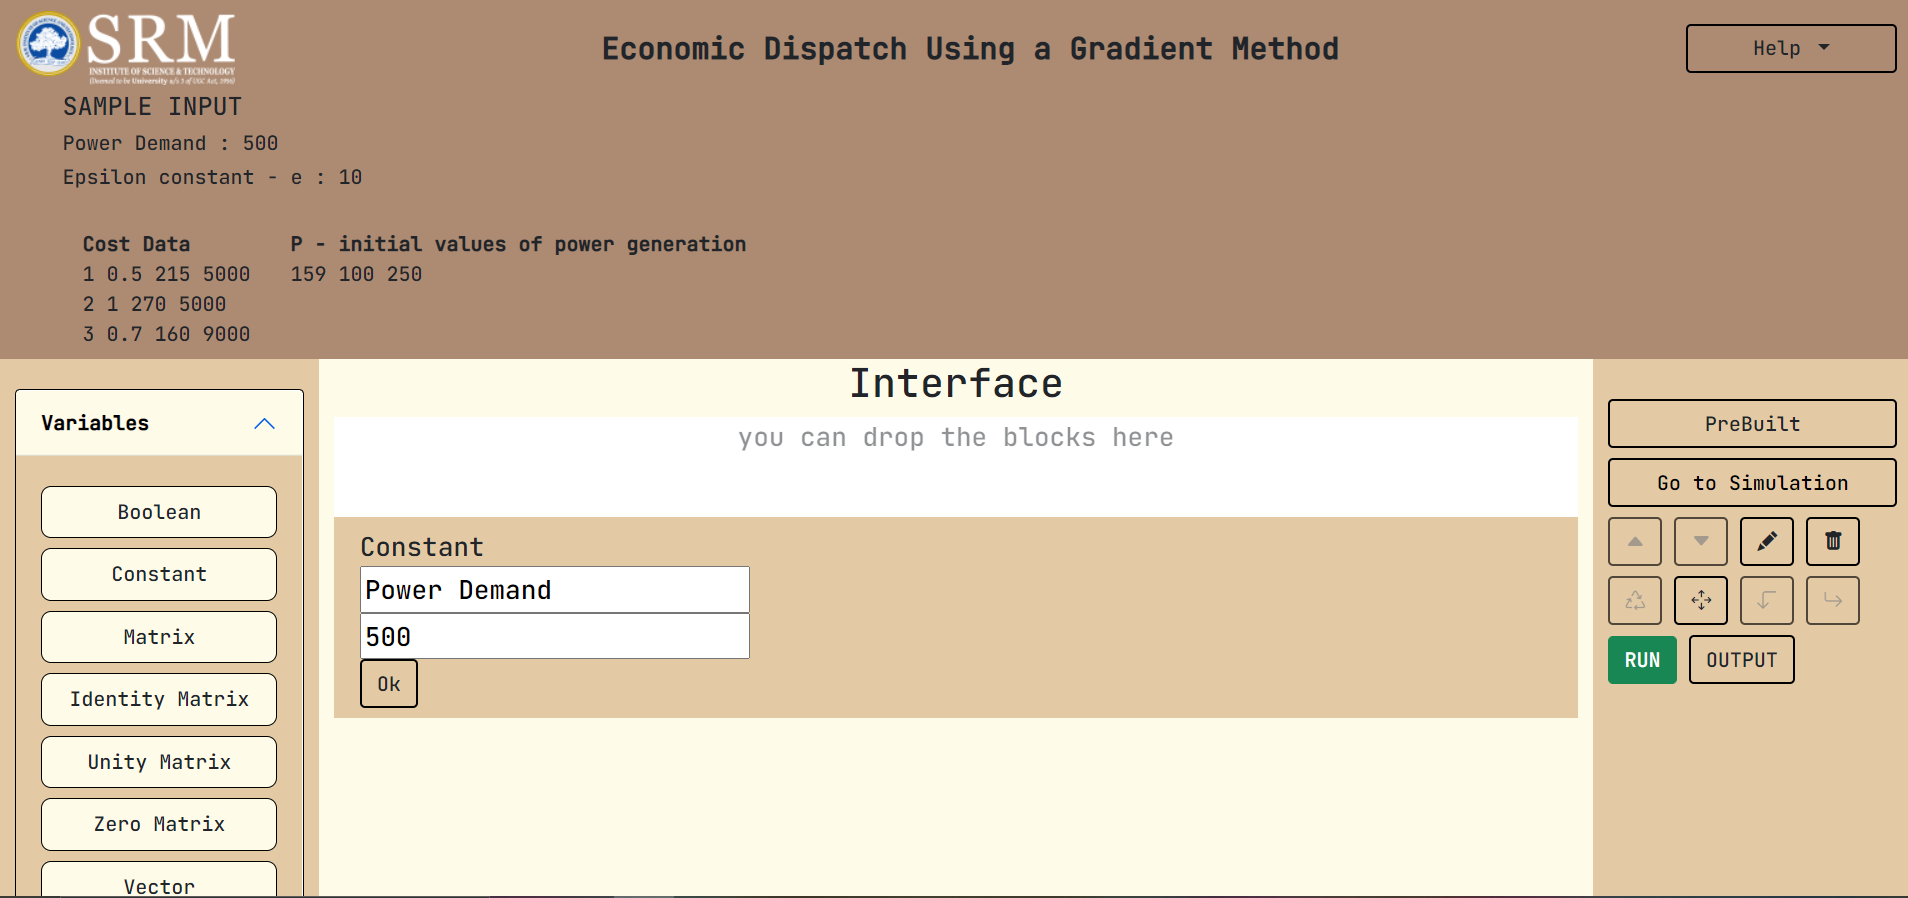 SRM
INSTITUTE OF SCIENCE & TECHNOLOGY
(Deemed to be University u/s 3 of UGC Act, 1956)
Economic Dispatch Using a Gradient Method
Help
SAMPLE INPUT
Power Demand : 500
Epsilon constant - e : 10
Cost Data
1 0.5 215 5000
2 1 270 5000
3 0.7 160 9000
P - initial values of power generation
159 100 250
Variables
Boolean
Constant
Matrix
Identity Matrix
Unity Matrix
Zero Matrix
Vector
Interface
you can drop the blocks here
Constant
Power Demand
500
Ok
PreBuilt
Go to Simulation
RUN
OUTPUT